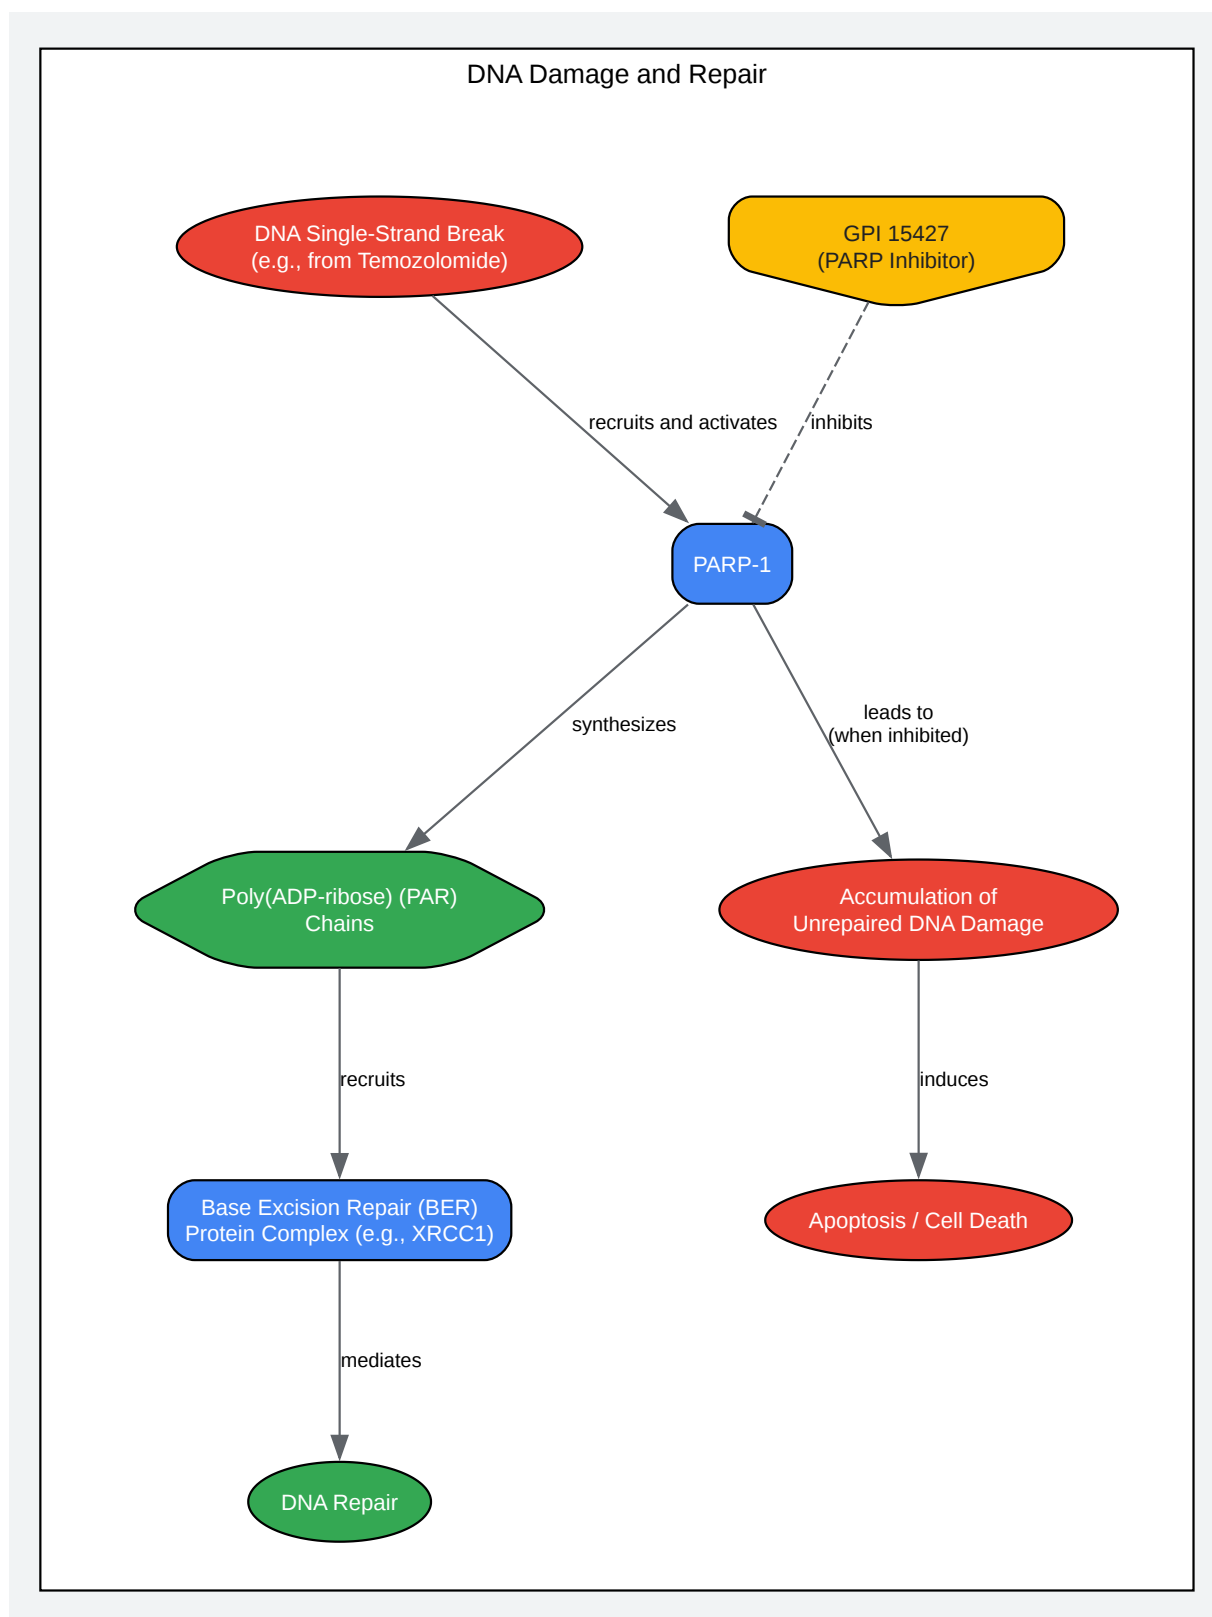 DNA Damage and Repair
DNA Single-Strand Break
(e.g., from Temozolomide)
GPI 15427
(PARP Inhibitor)
recruits and activates
inhibits
PARP-1
synthesizes
leads to
(when inhibited)
Poly(ADP-ribose) (PAR)
Chains
Accumulation of
Unrepaired DNA Damage
recruits
induces
Base Excision Repair (BER)
Protein Complex (e.g., XRCC1)
Apoptosis / Cell Death
mediates
DNA Repair